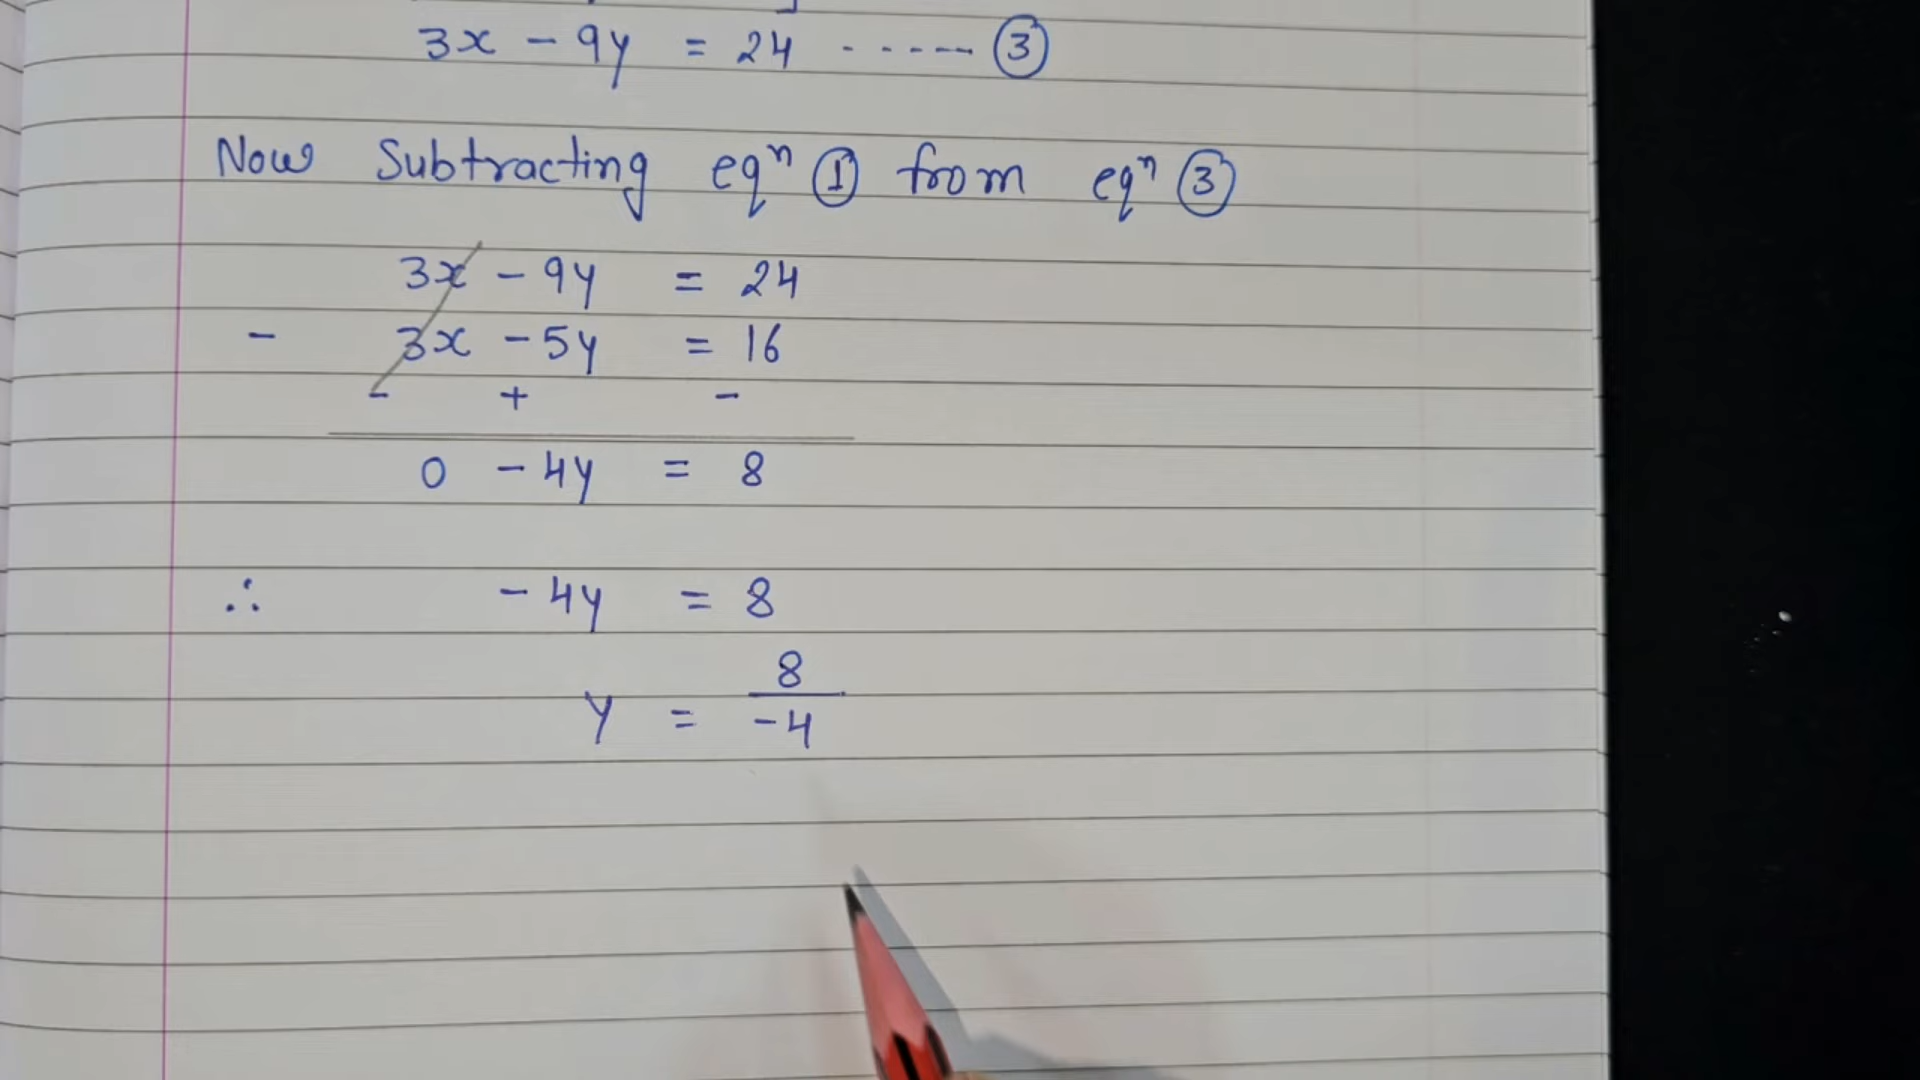 3x - 9y = 24 ------ ③
Now Subtracting eqⁿ ① from eqⁿ ③
3x - 9y = 24
- 3x - 5y = 16
- + -
0 - 4y = 8
∴ - 4y = 8
y = 8/-4